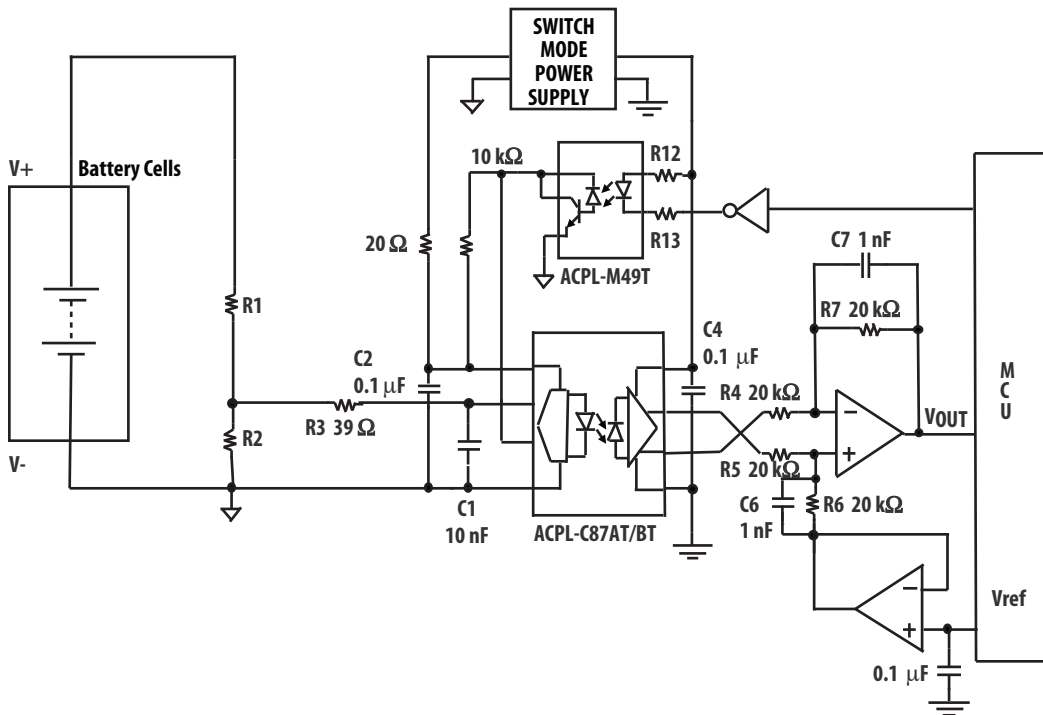 SWITCH
MODE
POWER
SUPPLY
V+
Battery Cells
10 kΩ
R12
R13
20 Ω
ACPL-M49T
C7 1 nF
R7 20 kΩ
R1
C2
0.1 µF
C4
0.1 µF
M
C
U
R4 20 kΩ
−
+
VOUT
R3 39 Ω
R2
R5 20 kΩ
V-
C1
10 nF
ACPL-C87AT/BT
C6
1 nF
R6 20 kΩ
−
+
Vref
0.1 µF